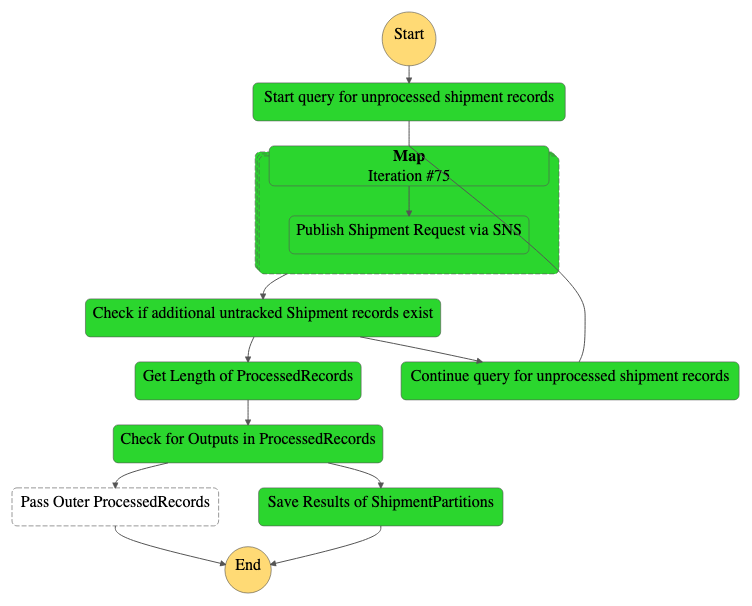 Start
Start query for unprocessed shipment records
Map
Iteration #75
Publish Shipment Request via SNS
Check if additional untracked Shipment records exist
Get Length of ProcessedRecords
Continue query for unprocessed shipment records
Check for Outputs in ProcessedRecords
Pass Outer ProcessedRecords
Save Results of ShipmentPartitions
End